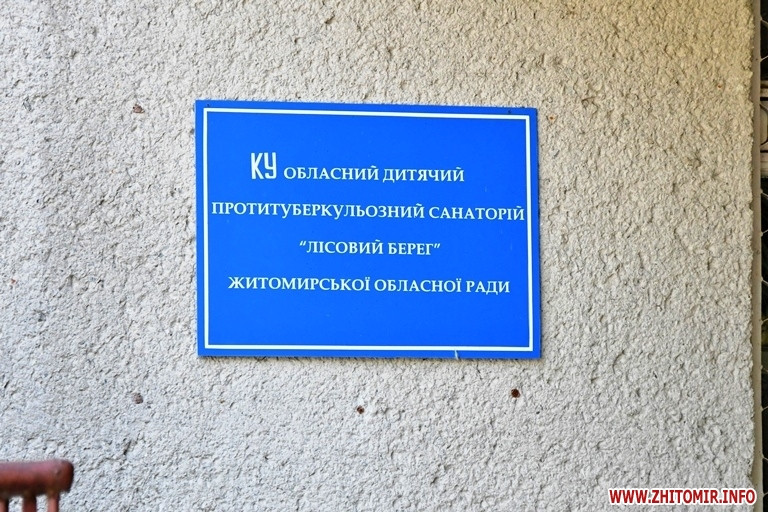 КУ ОБЛАСНИЙ ДИТЯЧИЙ
ПРОТИТУБЕРКУЛЬОЗНИЙ САНАТОРІЙ
“ЛІСОВИЙ БЕРЕГ”
ЖИТОМИРСЬКОЇ ОБЛАСНОЇ РАДИ
WWW.ZHITOMIR.INFO